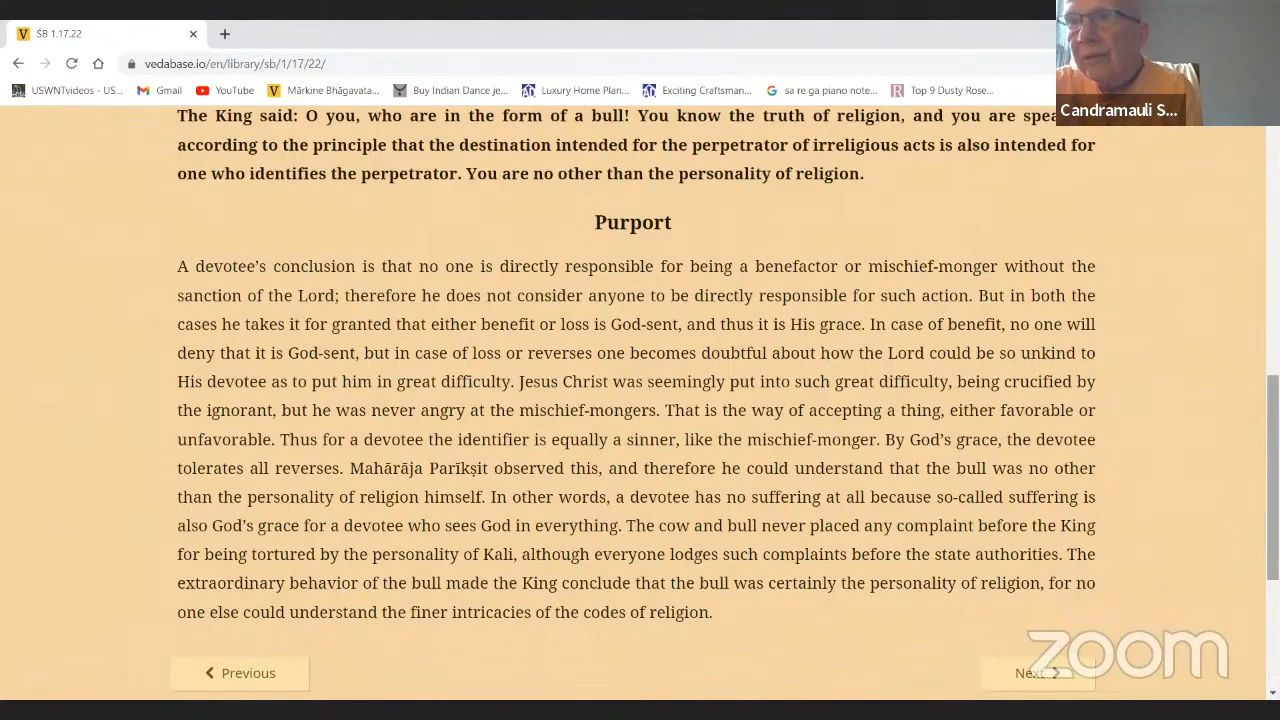 ŚB 1.17.22
vedabase.io/en/library/sb/1/17/22/
USWNTvideos - US... Gmail YouTube Mārkine Bhāgavata... Buy Indian Dance je... Luxury Home Plan... Exciting Craftsman... sa re ga piano note... Top 9 Dusty Rose...
Candramauli S...
The King said: O you, who are in the form of a bull! You know the truth of religion, and you are spea
according to the principle that the destination intended for the perpetrator of irreligious acts is also intended for
one who identifies the perpetrator. You are no other than the personality of religion.
Purport
A devotee’s conclusion is that no one is directly responsible for being a benefactor or mischief-monger without the
sanction of the Lord; therefore he does not consider anyone to be directly responsible for such action. But in both the
cases he takes it for granted that either benefit or loss is God-sent, and thus it is His grace. In case of benefit, no one will
deny that it is God-sent, but in case of loss or reverses one becomes doubtful about how the Lord could be so unkind to
His devotee as to put him in great difficulty. Jesus Christ was seemingly put into such great difficulty, being crucified by
the ignorant, but he was never angry at the mischief-mongers. That is the way of accepting a thing, either favorable or
unfavorable. Thus for a devotee the identifier is equally a sinner, like the mischief-monger. By God’s grace, the devotee
tolerates all reverses. Mahārāja Parīkṣit observed this, and therefore he could understand that the bull was no other
than the personality of religion himself. In other words, a devotee has no suffering at all because so-called suffering is
also God’s grace for a devotee who sees God in everything. The cow and bull never placed any complaint before the King
for being tortured by the personality of Kali, although everyone lodges such complaints before the state authorities. The
extraordinary behavior of the bull made the King conclude that the bull was certainly the personality of religion, for no
one else could understand the finer intricacies of the codes of religion.
Previous
Next
zoom